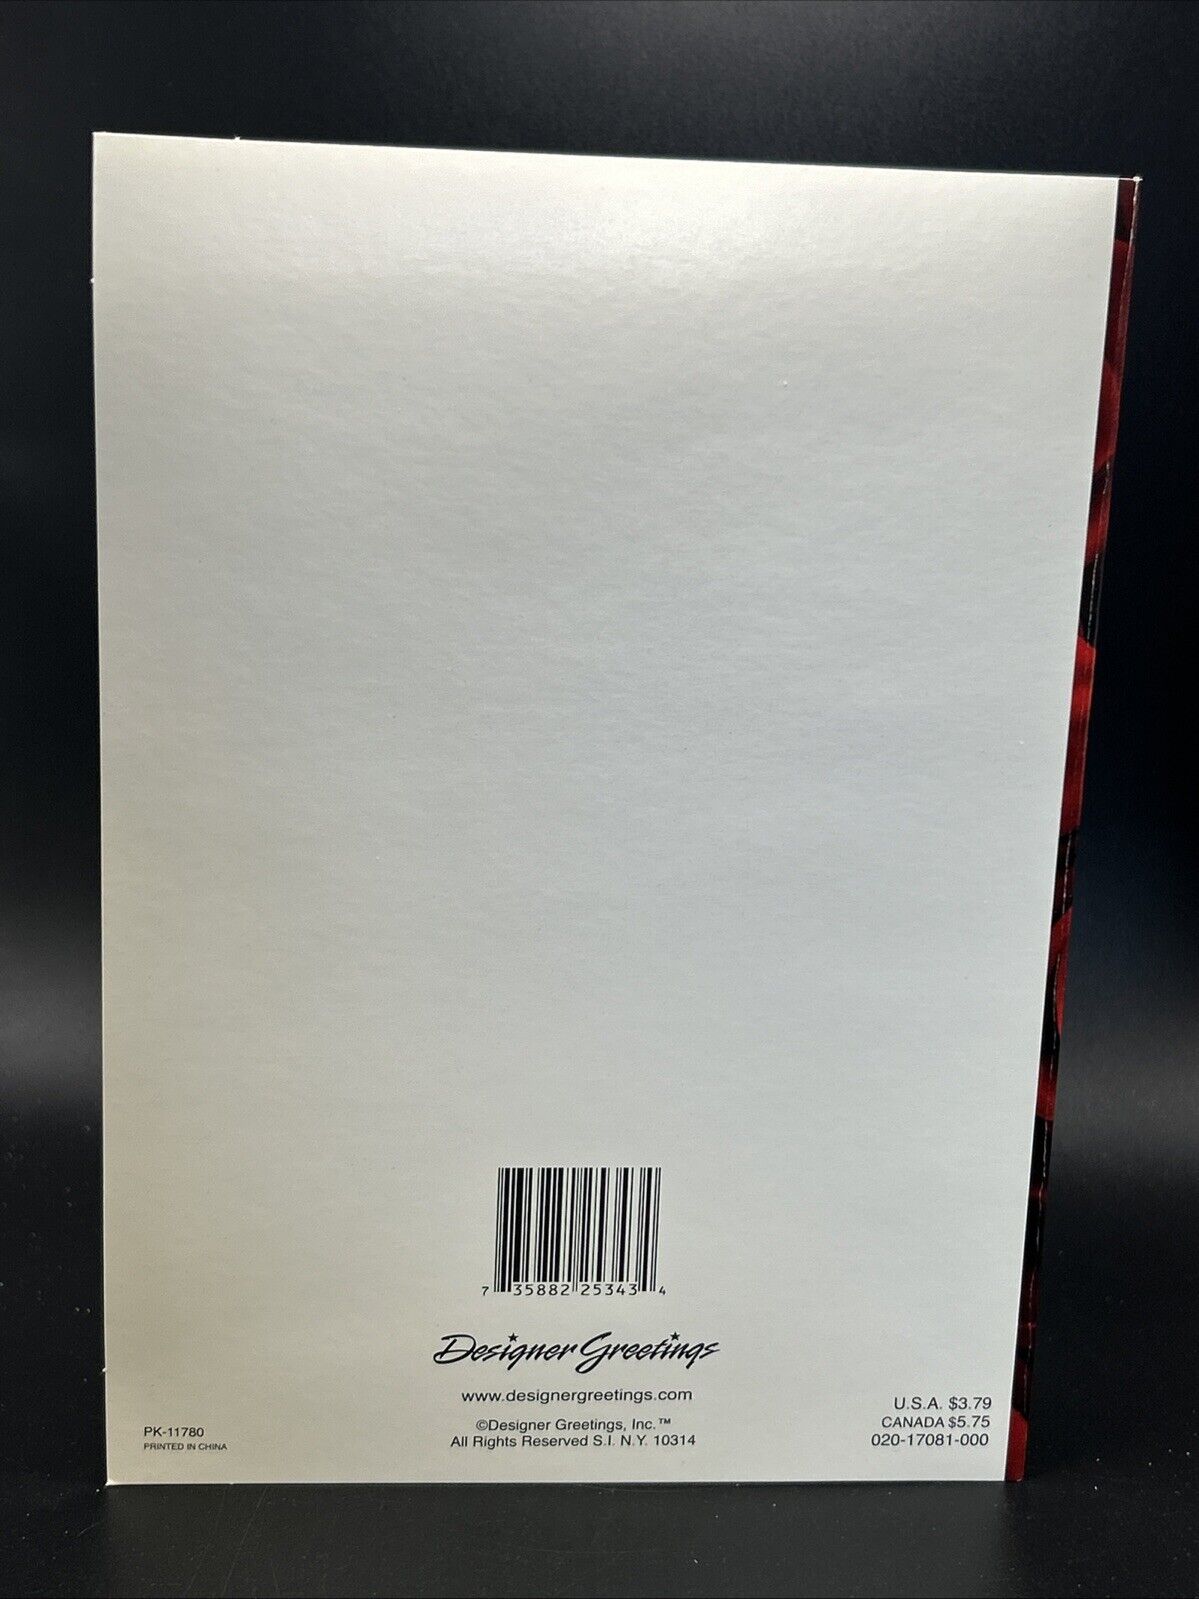 7 35882 25343 4
Designer Greetings
www.designergreetings.com
©Designer Greetings, Inc.™
All Rights Reserved S.I. N.Y. 10314
PK-11780
PRINTED IN CHINA
U.S.A. $3.79
CANADA $5.75
020-17081-000